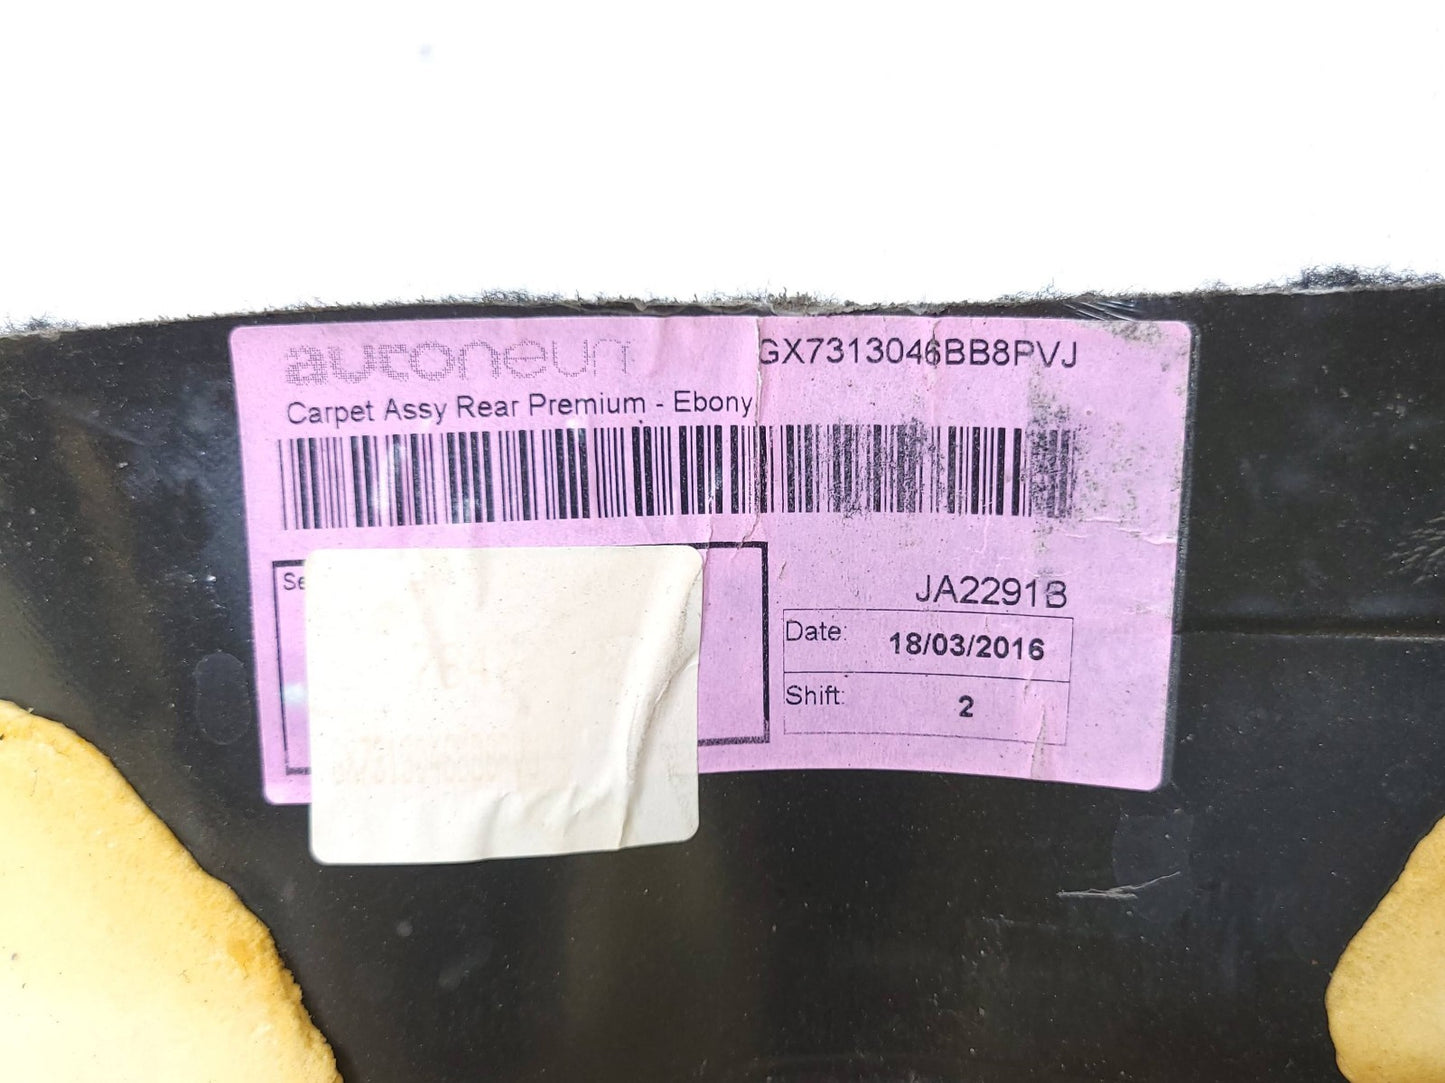 autoneum
GX7313046BB8PVJ
Carpet Assy Rear Premium - Ebony
JA2291B
Date: 18/03/2016
Shift: 2